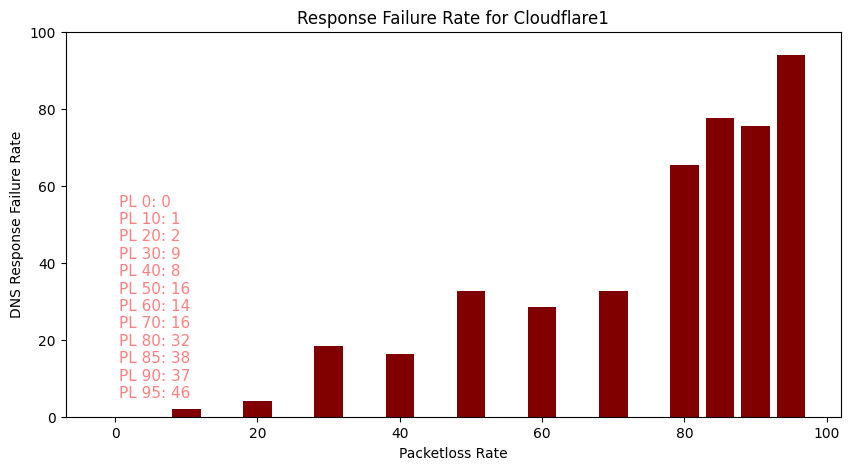 Response Failure Rate for Cloudflare1
100
80
60
40
20
0
DNS Response Failure Rate
PL 0: 0
PL 10: 1
PL 20: 2
PL 30: 9
PL 40: 8
PL 50: 16
PL 60: 14
PL 70: 16
PL 80: 32
PL 85: 38
PL 90: 37
PL 95: 46
0 20 40 60 80 100
Packetloss Rate